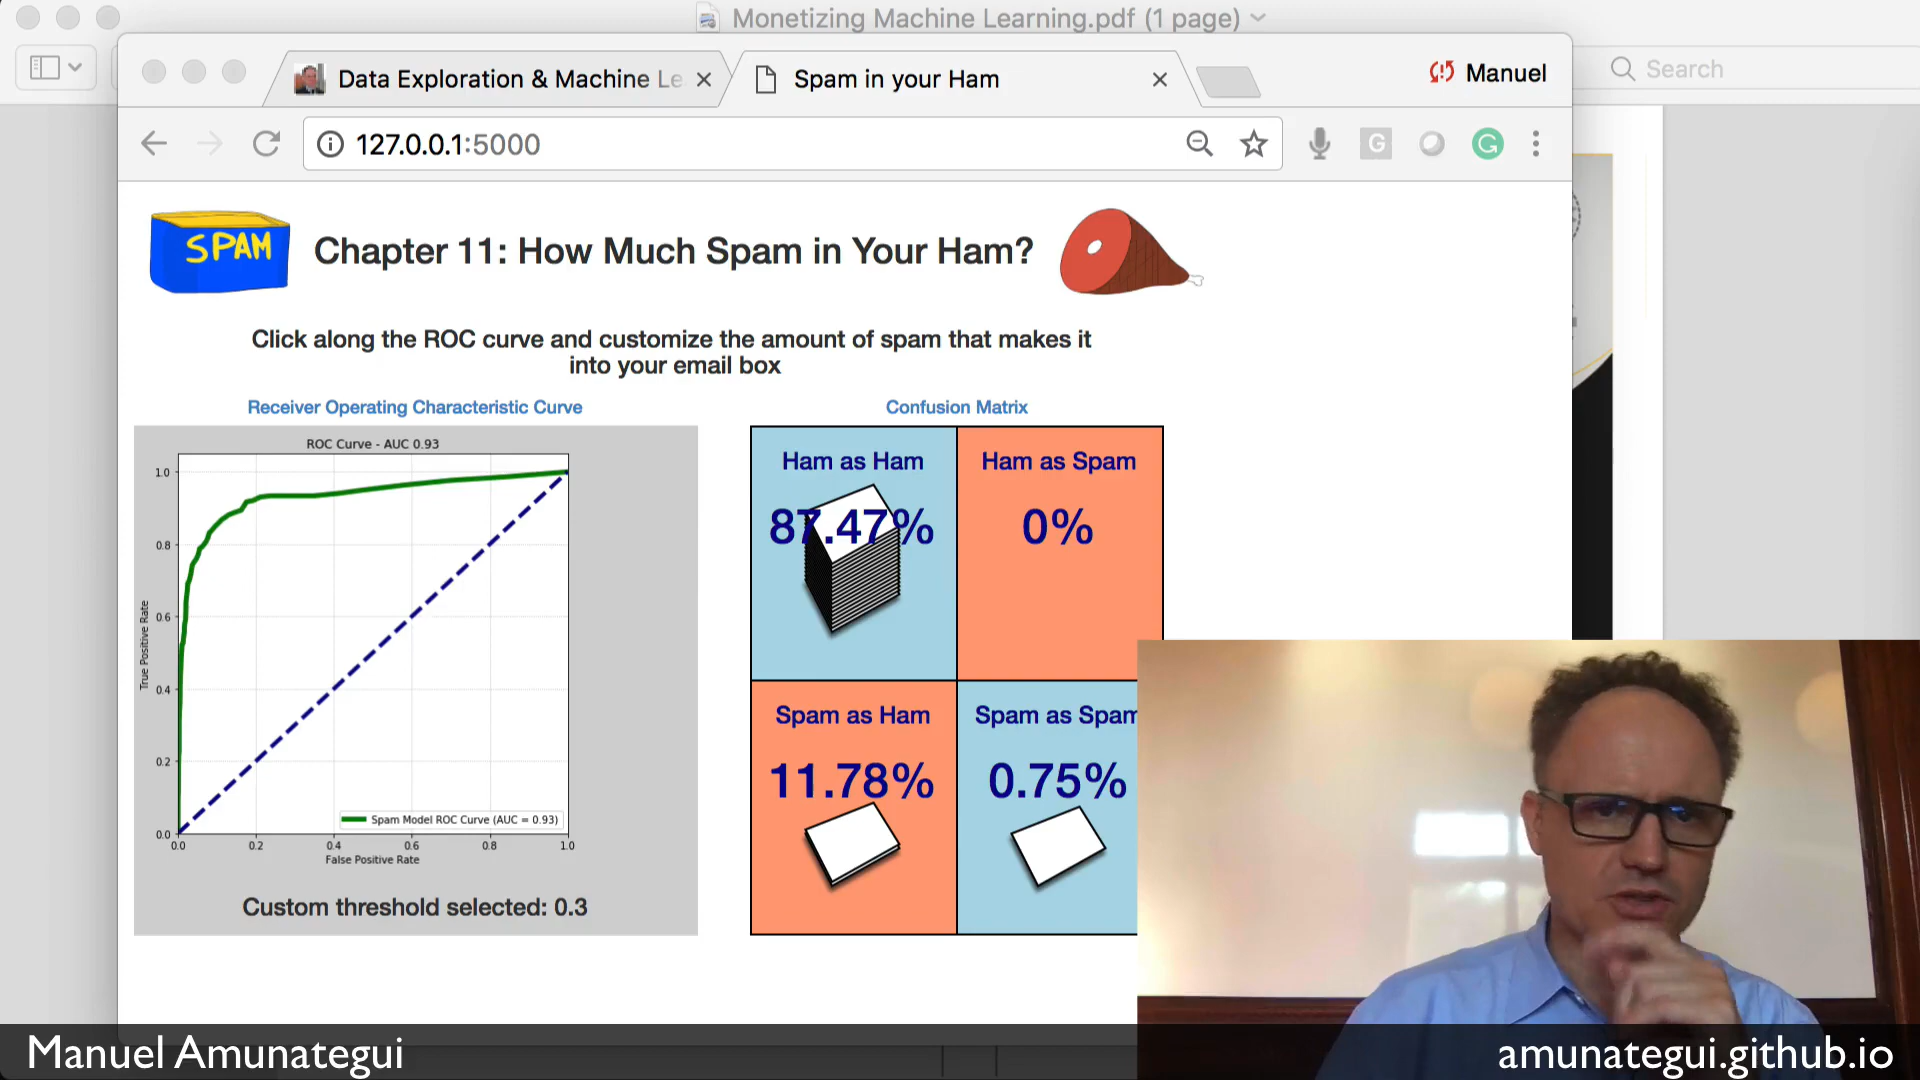 Monetizing Machine Learning.pdf (1 page)
Search
Data Exploration & Machine Le
Spam in your Ham
Manuel
127.0.0.1:5000
G
SPAM
Chapter 11: How Much Spam in Your Ham?
Click along the ROC curve and customize the amount of spam that makes it
into your email box
Receiver Operating Characteristic Curve
ROC Curve - AUC 0.93
True Positive Rate
1.0
0.8
0.6
0.4
0.2
0.0
0.0 0.2 0.4 0.6 0.8 1.0
False Positive Rate
Spam Model ROC Curve (AUC = 0.93)
Custom threshold selected: 0.3
Confusion Matrix
Ham as Ham
87.47%
Ham as Spam
0%
Spam as Ham
11.78%
Spam as Spam
0.75%
Manuel Amunategui
amunategui.github.io